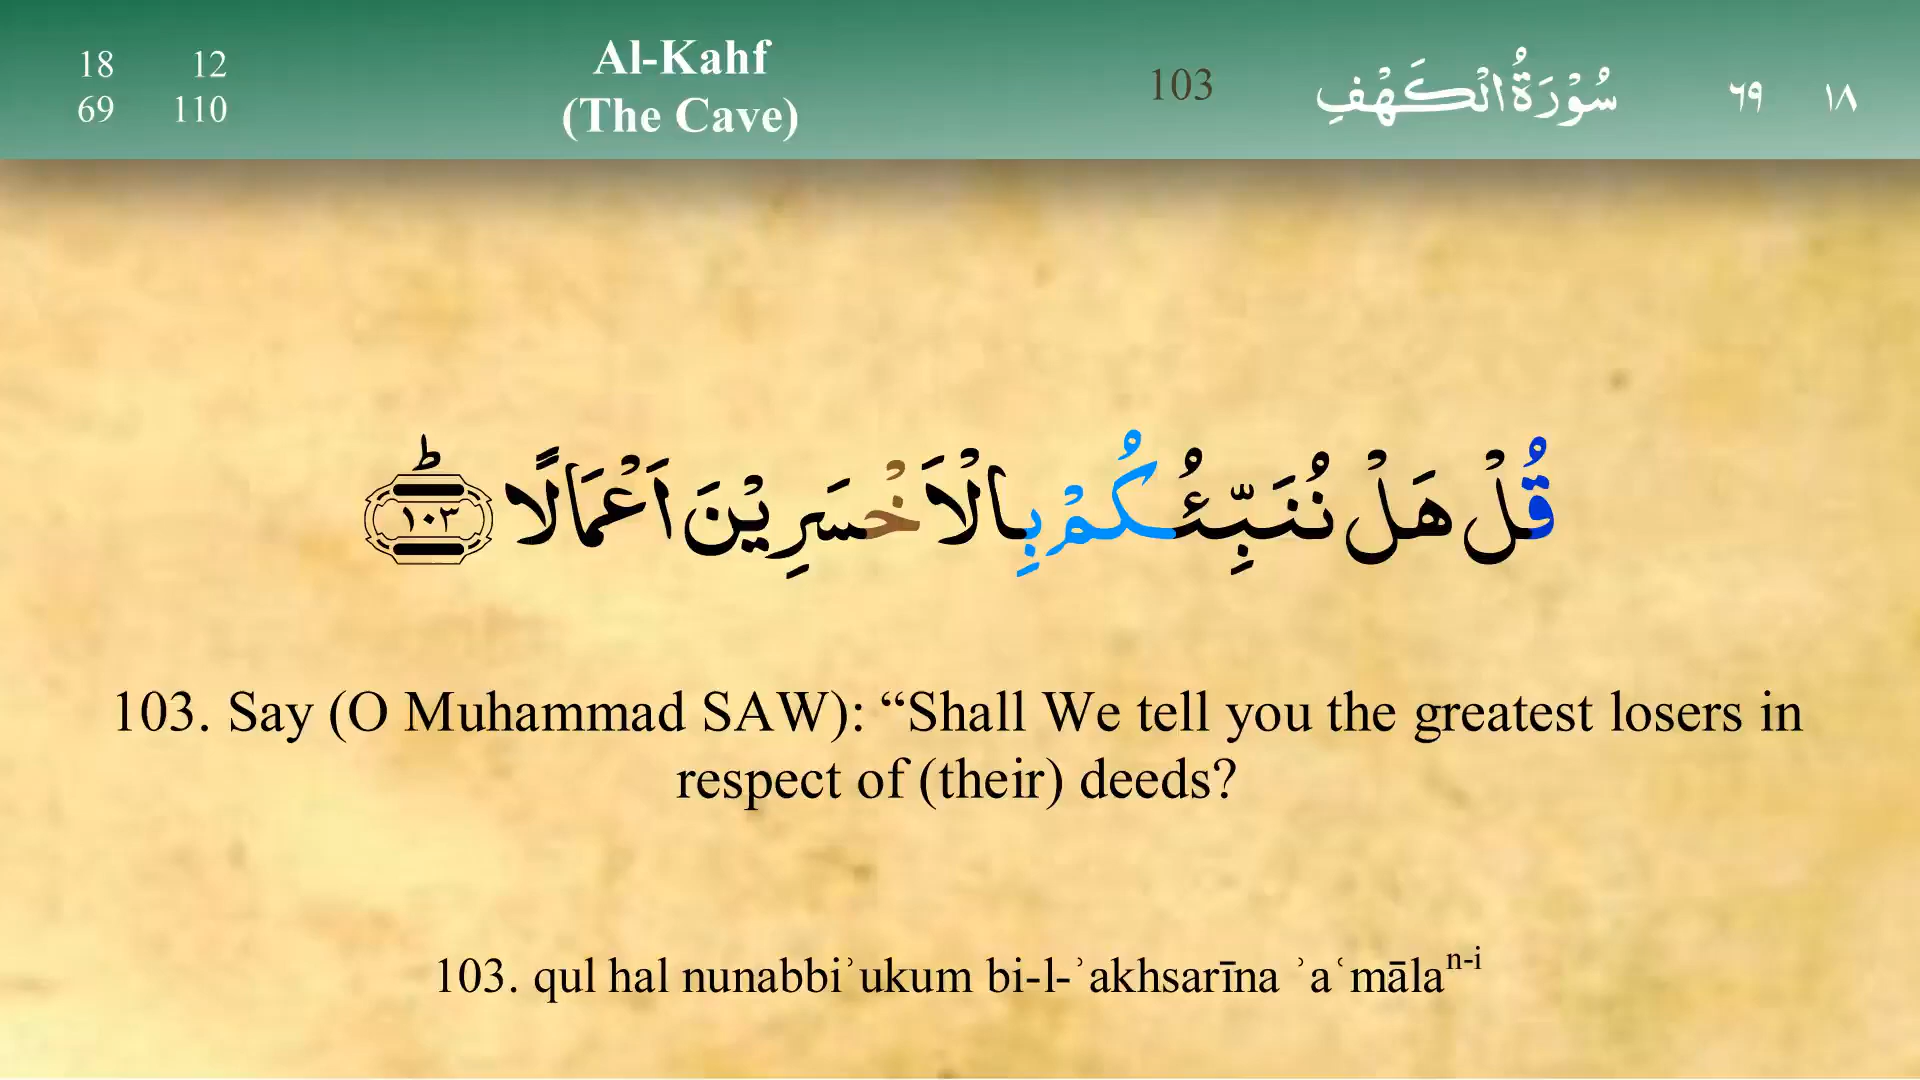 18 12
69 110
Al-Kahf
(The Cave)
103
سُوْرَةُ الْكَهْفِ
٦٩ ١٨
قُلْ هَلْ نُنَبِّئُكُمْ بِالْاَخْسَرِيْنَ اَعْمَالًا ؕ ١٠٣
103. Say (O Muhammad SAW): “Shall We tell you the greatest losers in
respect of (their) deeds?
103. qul hal nunabbiʾukum bi-l-ʾakhsarīna ʾaʿmālaⁿ⁻ⁱ